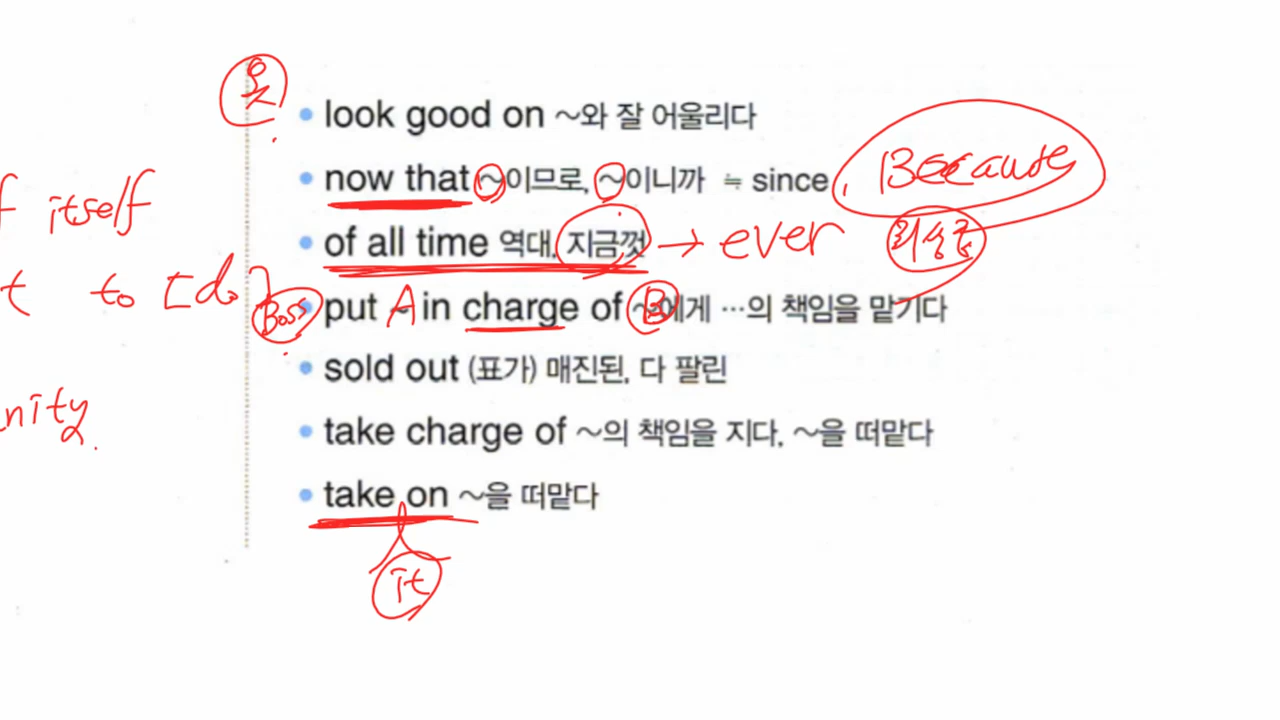 옷
look good on ~와 잘 어울리다
now that ~이므로, ~이니까 ≒ since, Because
of all time 역대, 지금껏 → ever 최상급
f itself
t to [do]
Boss put A in charge of B에게 …의 책임을 맡기다
sold out (표가) 매진된, 다 팔린
nity
take charge of ~의 책임을 지다, ~을 떠맡다
take on ~을 떠맡다
it